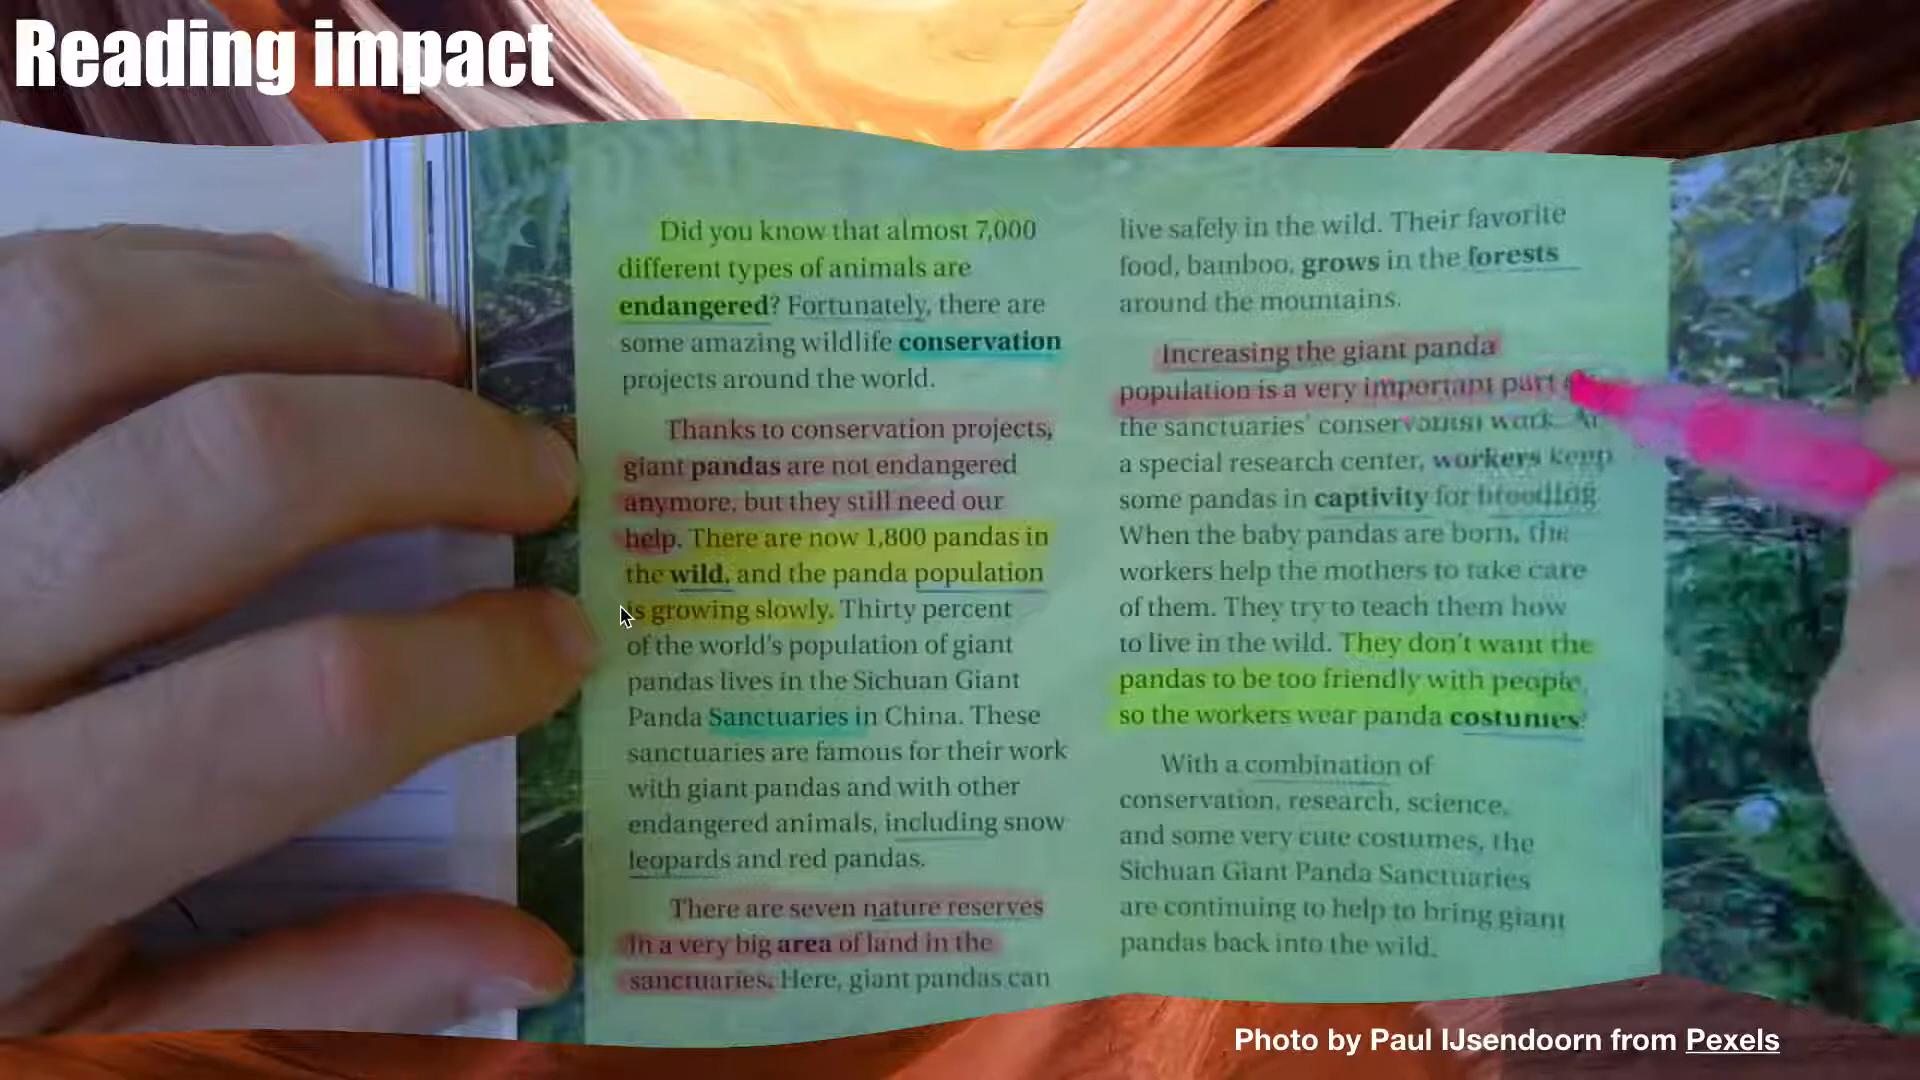 Reading impact
Did you know that almost 7,000
different types of animals are
endangered? Fortunately, there are
some amazing wildlife conservation
projects around the world.
Thanks to conservation projects,
giant pandas are not endangered
anymore, but they still need our
help. There are now 1,800 pandas in
the wild, and the panda population
is growing slowly. Thirty percent
of the world's population of giant
pandas lives in the Sichuan Giant
Panda Sanctuaries in China. These
sanctuaries are famous for their work
with giant pandas and with other
endangered animals, including snow
leopards and red pandas.
There are seven nature reserves
in a very big area of land in the
sanctuaries. Here, giant pandas can
live safely in the wild. Their favorite
food, bamboo, grows in the forests
around the mountains.
Increasing the giant panda
population is a very important part
the sanctuaries' conservation work. At
a special research center, workers keep
some pandas in captivity for breeding.
When the baby pandas are born, the
workers help the mothers to take care
of them. They try to teach them how
to live in the wild. They don't want the
pandas to be too friendly with people,
so the workers wear panda costumes!
With a combination of
conservation, research, science,
and some very cute costumes, the
Sichuan Giant Panda Sanctuaries
are continuing to help to bring giant
pandas back into the wild.
Photo by Paul IJsendoorn from Pexels